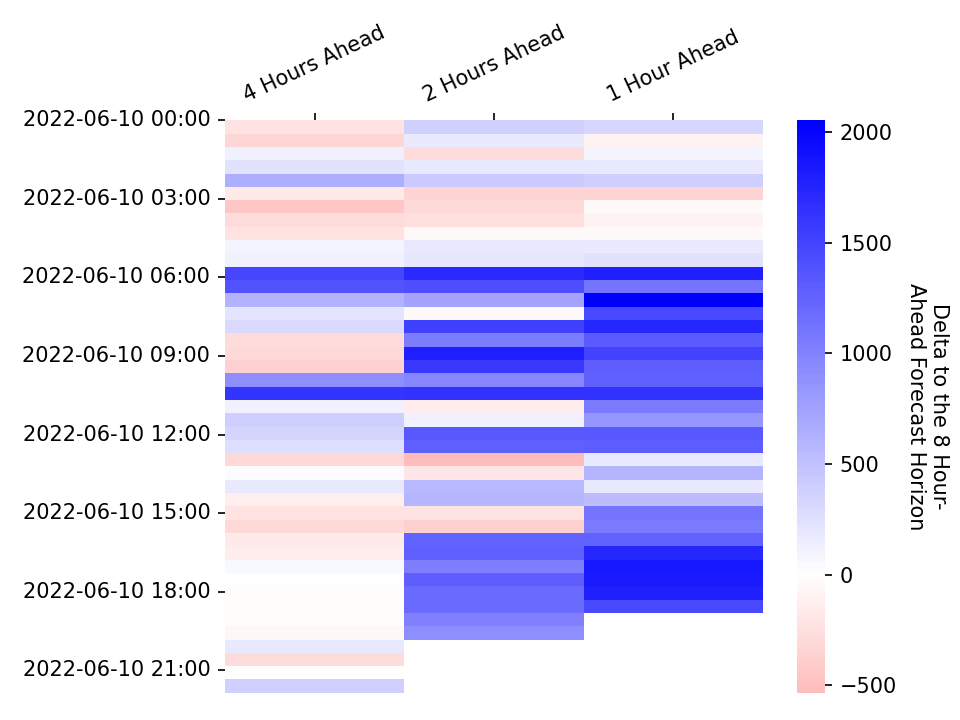 4 Hours Ahead
2 Hours Ahead
1 Hour Ahead
2022-06-10 00:00
2022-06-10 03:00
2022-06-10 06:00
2022-06-10 09:00
2022-06-10 12:00
2022-06-10 15:00
2022-06-10 18:00
2022-06-10 21:00
2000
1500
1000
500
0
−500
Delta to the 8 Hour-
Ahead Forecast Horizon